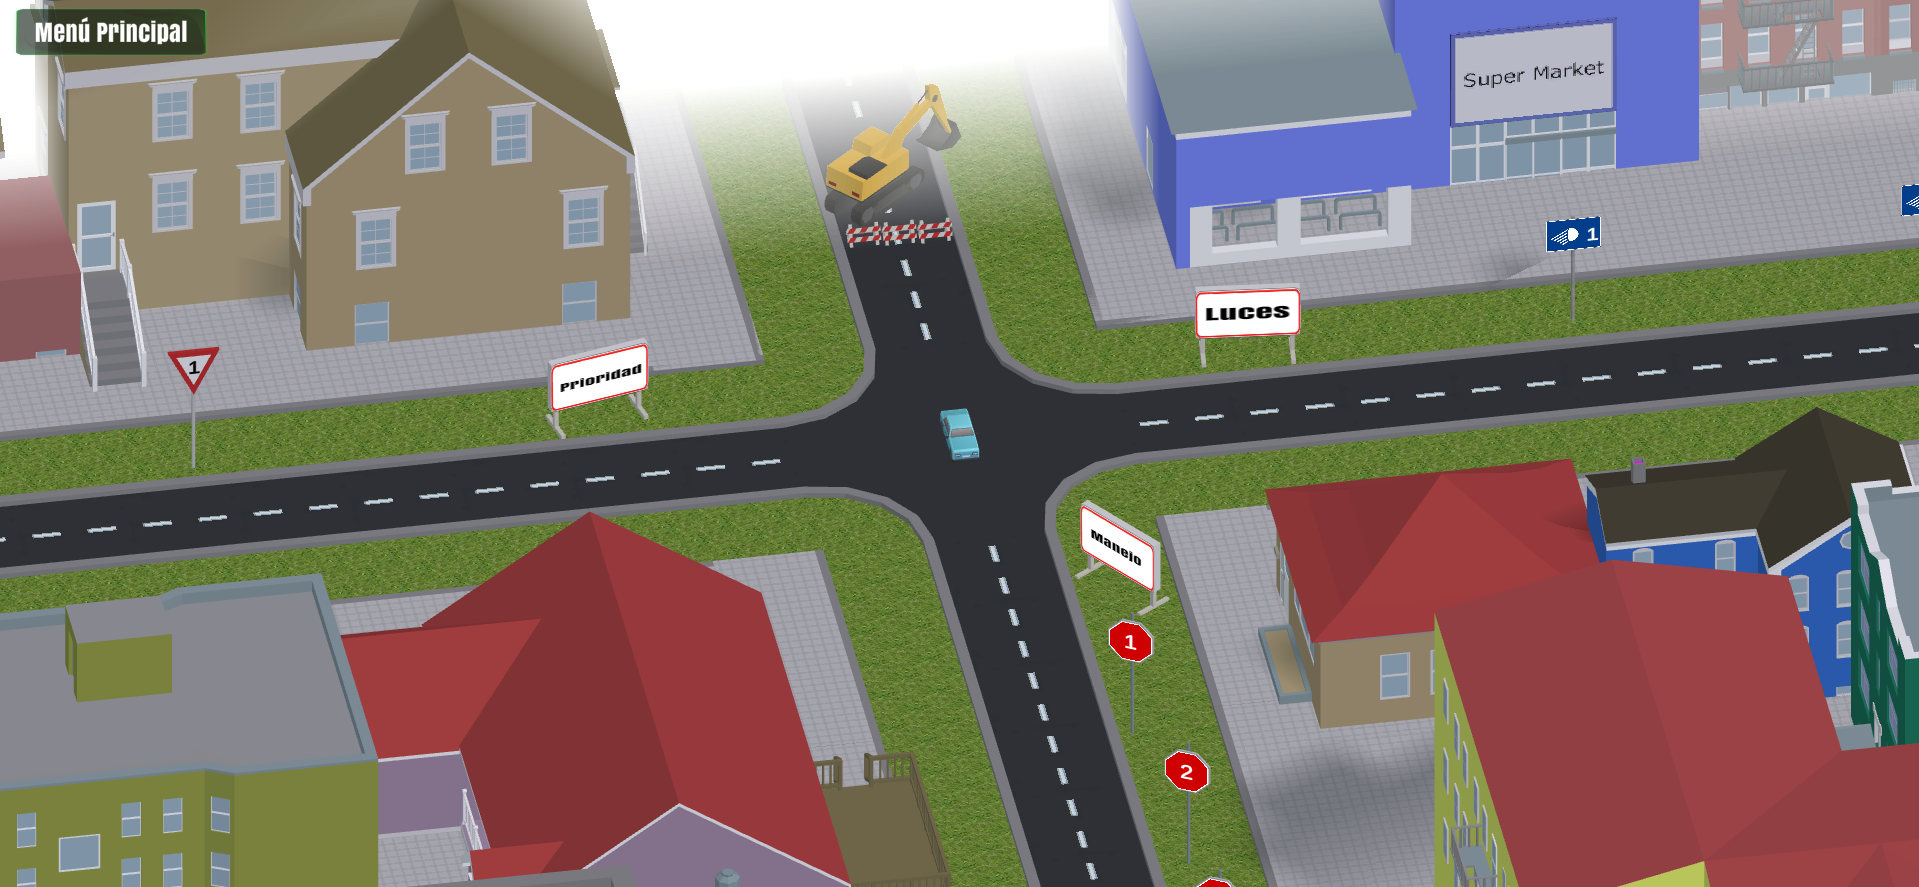 Menú Principal
Super Market
1
Luces
1
Prioridad
Manejo
1
2